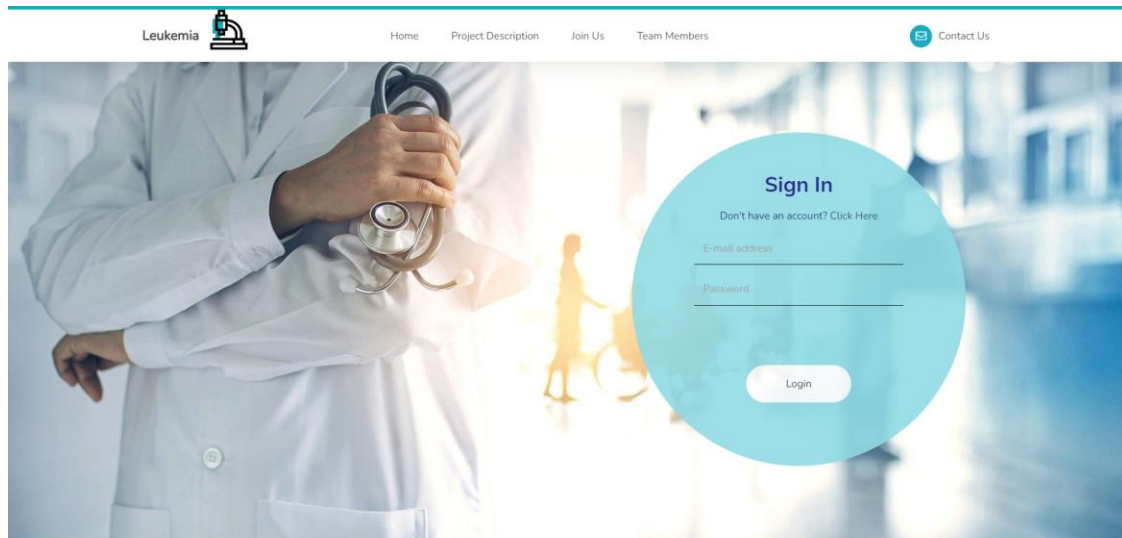 Leukemia
Home Project Description Join Us Team Members
Contact Us
Sign In
Don't have an account? Click Here
E-mail address
Password
Login